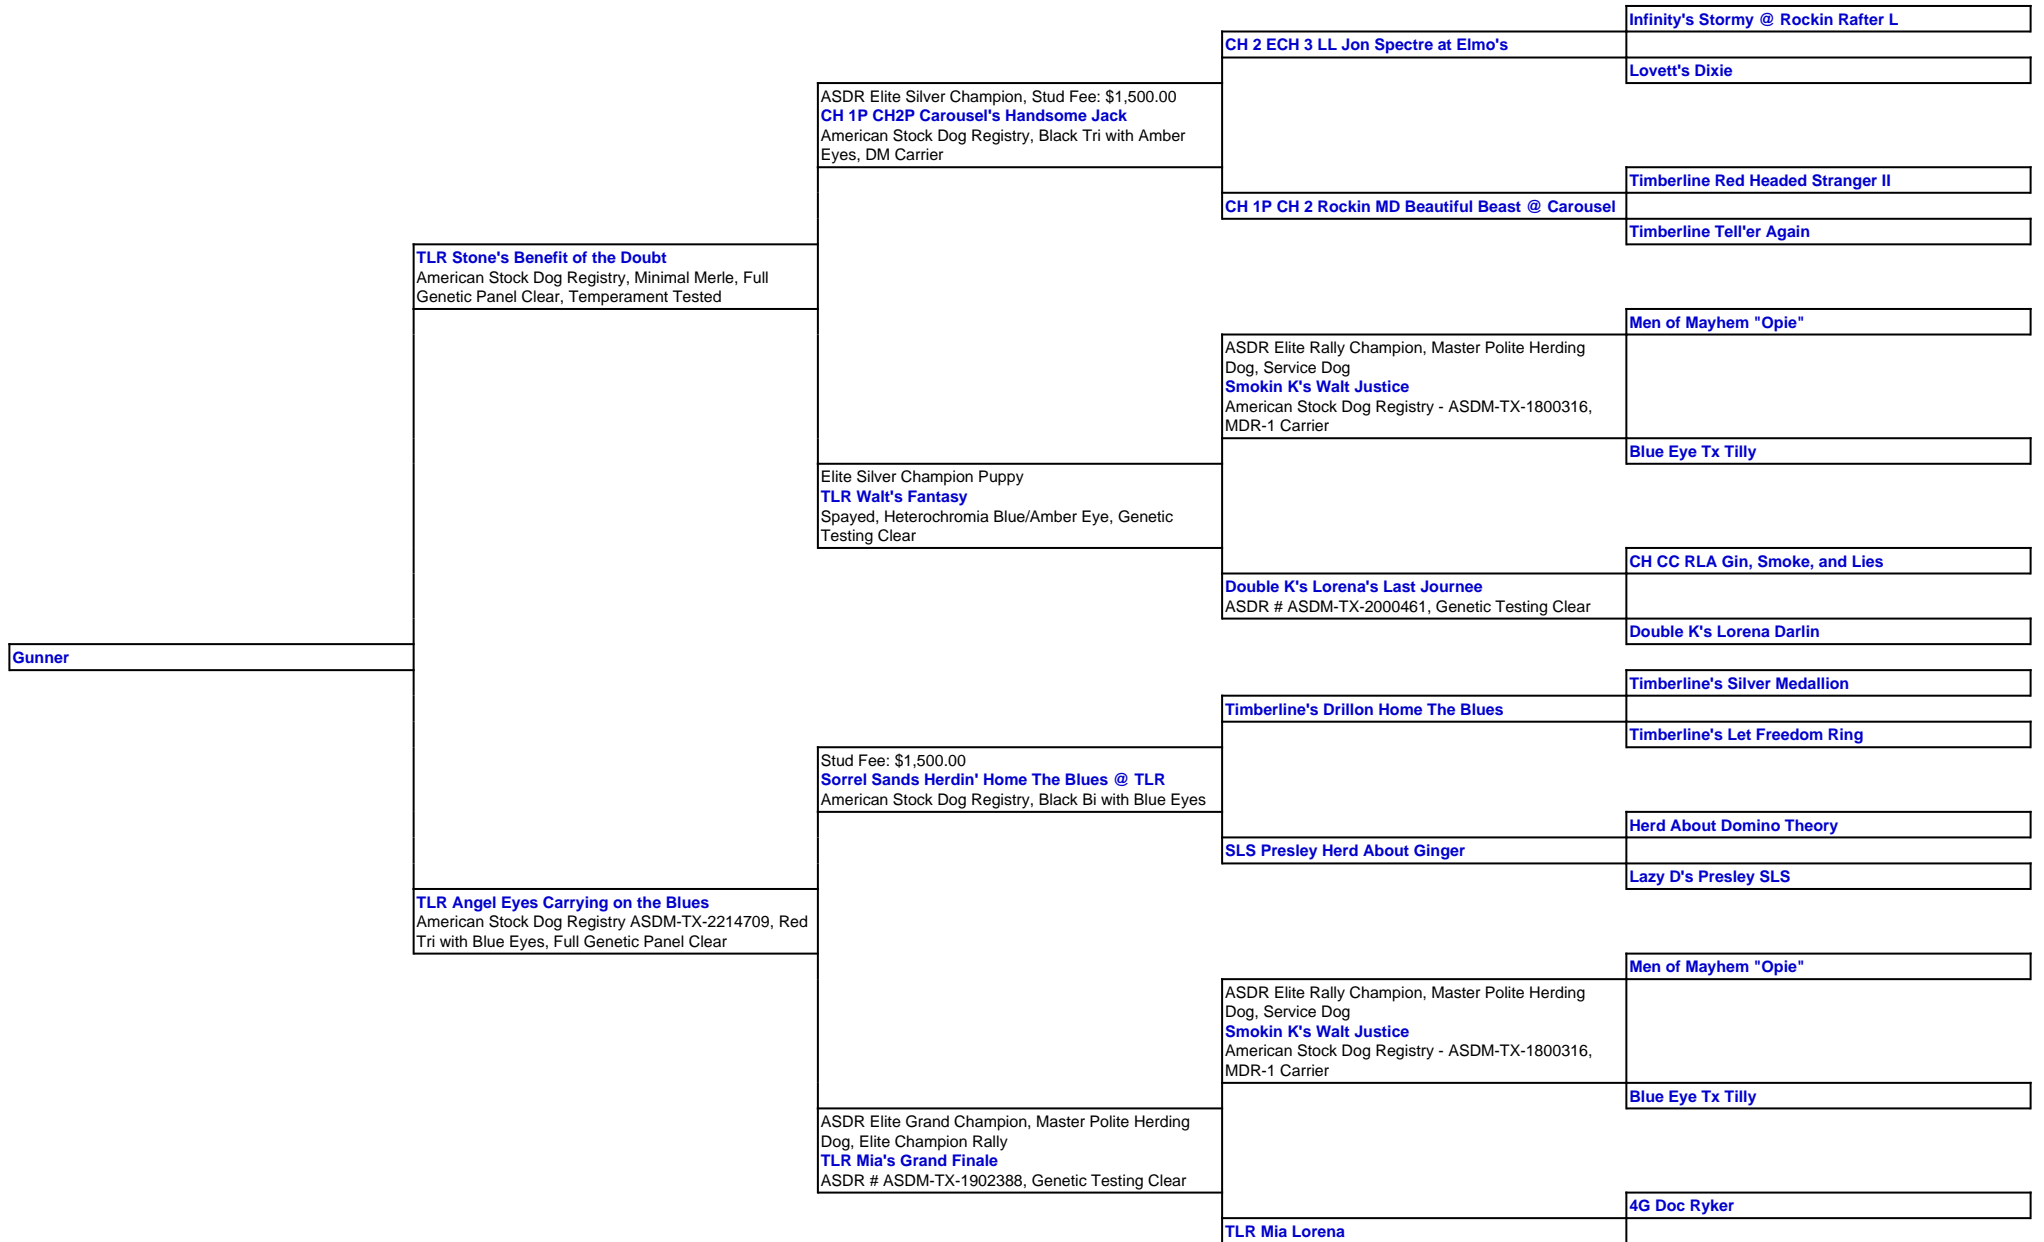 Infinity's Stormy @ Rockin Rafter L
CH 2 ECH 3 LL Jon Spectre at Elmo's
Lovett's Dixie
ASDR Elite Silver Champion, Stud Fee: $1,500.00
CH 1P CH2P Carousel's Handsome Jack
American Stock Dog Registry, Black Tri with Amber
Eyes, DM Carrier
Timberline Red Headed Stranger II
CH 1P CH 2 Rockin MD Beautiful Beast @ Carousel
Timberline Tell'er Again
TLR Stone's Benefit of the Doubt
American Stock Dog Registry, Minimal Merle, Full
Genetic Panel Clear, Temperament Tested
Men of Mayhem "Opie"
ASDR Elite Rally Champion, Master Polite Herding
Dog, Service Dog
Smokin K's Walt Justice
American Stock Dog Registry - ASDM-TX-1800316,
MDR-1 Carrier
Blue Eye Tx Tilly
Elite Silver Champion Puppy
TLR Walt's Fantasy
Spayed, Heterochromia Blue/Amber Eye, Genetic
Testing Clear
CH CC RLA Gin, Smoke, and Lies
Double K's Lorena's Last Journee
ASDR # ASDM-TX-2000461, Genetic Testing Clear
Double K's Lorena Darlin
Gunner
Timberline's Silver Medallion
Timberline's Drillon Home The Blues
Timberline's Let Freedom Ring
Stud Fee: $1,500.00
Sorrel Sands Herdin' Home The Blues @ TLR
American Stock Dog Registry, Black Bi with Blue Eyes
Herd About Domino Theory
SLS Presley Herd About Ginger
Lazy D's Presley SLS
TLR Angel Eyes Carrying on the Blues
American Stock Dog Registry ASDM-TX-2214709, Red
Tri with Blue Eyes, Full Genetic Panel Clear
Men of Mayhem "Opie"
ASDR Elite Rally Champion, Master Polite Herding
Dog, Service Dog
Smokin K's Walt Justice
American Stock Dog Registry - ASDM-TX-1800316,
MDR-1 Carrier
Blue Eye Tx Tilly
ASDR Elite Grand Champion, Master Polite Herding
Dog, Elite Champion Rally
TLR Mia's Grand Finale
ASDR # ASDM-TX-1902388, Genetic Testing Clear
4G Doc Ryker
TLR Mia Lorena